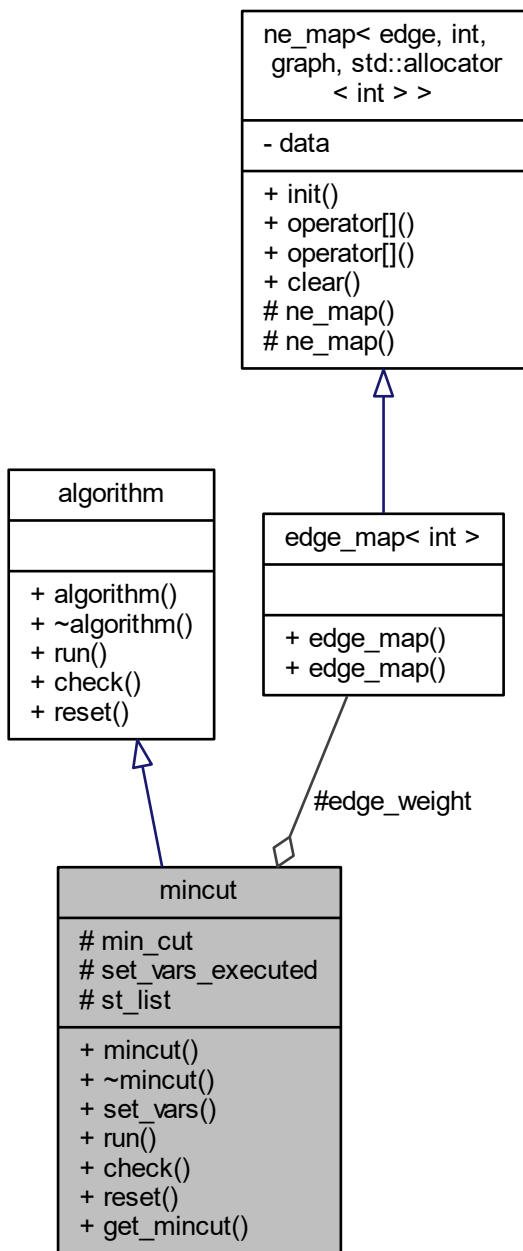 ne_map< edge, int,
graph, std::allocator
< int > >
- data
+ init()
+ operator[]()
+ operator[]()
+ clear()
# ne_map()
# ne_map()
algorithm
+ algorithm()
+ ~algorithm()
+ run()
+ check()
+ reset()
edge_map< int >
+ edge_map()
+ edge_map()
#edge_weight
mincut
# min_cut
# set_vars_executed
# st_list
+ mincut()
+ ~mincut()
+ set_vars()
+ run()
+ check()
+ reset()
+ get_mincut()